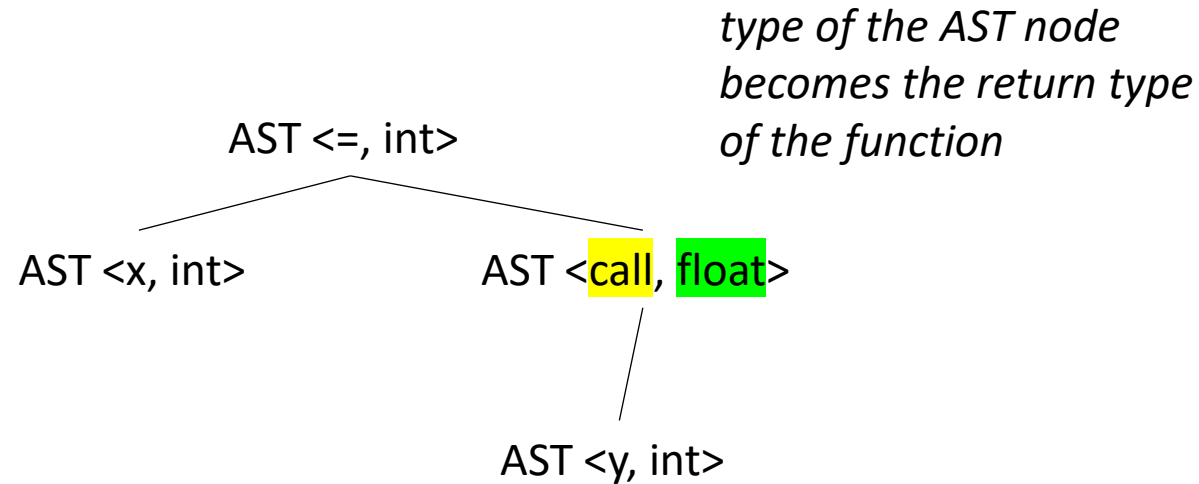 type of the AST node
becomes the return type
of the function
AST <=, int>
AST <x, int>
AST <call, float>
AST <y, int>